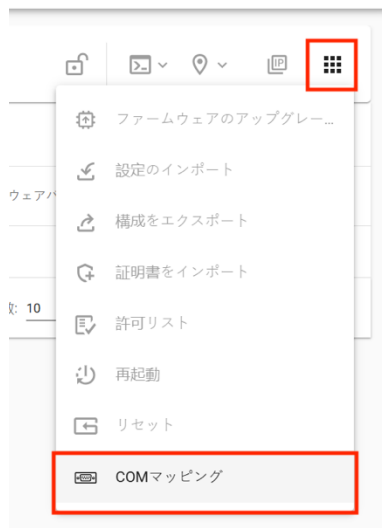 IP
ファームウェアのアップグレー...
設定のインポート
ウェアバ
構成をエクスポート
証明書をインポート
数: 10
許可リスト
再起動
リセット
COMマッピング